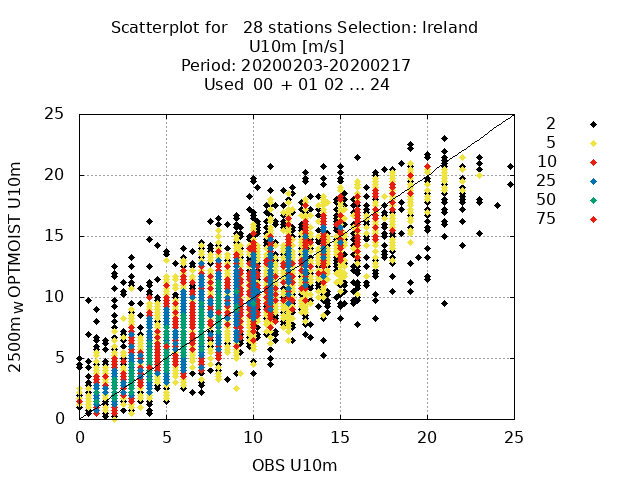 Scatterplot for 28 stations Selection: Ireland
U10m [m/s]
Period: 20200203-20200217
Used 00 + 01 02 ... 24
25
20
15
10
5
0
2500m_w OPTMOIST U10m
0 5 10 15 20 25
OBS U10m
2
5
10
25
50
75